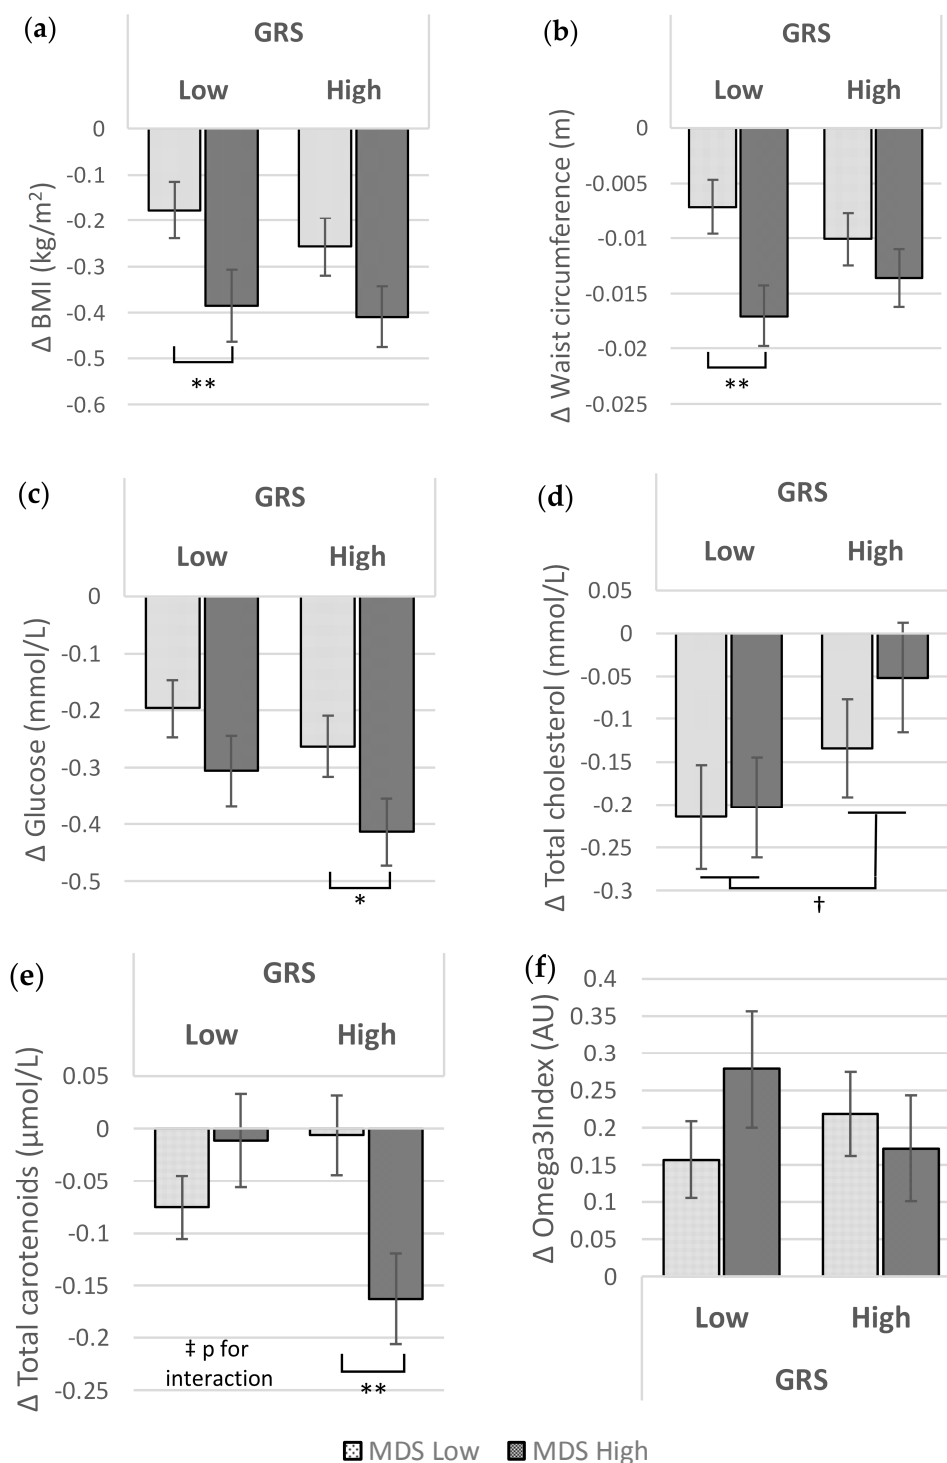 (a)
GRS
Low High
0
-0.1
-0.2
-0.3
-0.4
-0.5
-0.6
Δ BMI (kg/m²)
**
(b)
GRS
Low High
0
-0.005
-0.01
-0.015
-0.02
-0.025
Δ Waist circumference (m)
**
(c)
GRS
Low High
0
-0.1
-0.2
-0.3
-0.4
-0.5
Δ Glucose (mmol/L)
*
(d)
GRS
Low High
0.05
0
-0.05
-0.1
-0.15
-0.2
-0.25
-0.3
Δ Total cholesterol (mmol/L)
†
(e)
GRS
Low High
0.05
0
-0.05
-0.1
-0.15
-0.2
-0.25
Δ Total carotenoids (μmol/L)
‡ p for
interaction
**
(f)
0.4
0.35
0.3
0.25
0.2
0.15
0.1
0.05
0
Δ Omega3Index (AU)
Low High
GRS
MDS Low MDS High